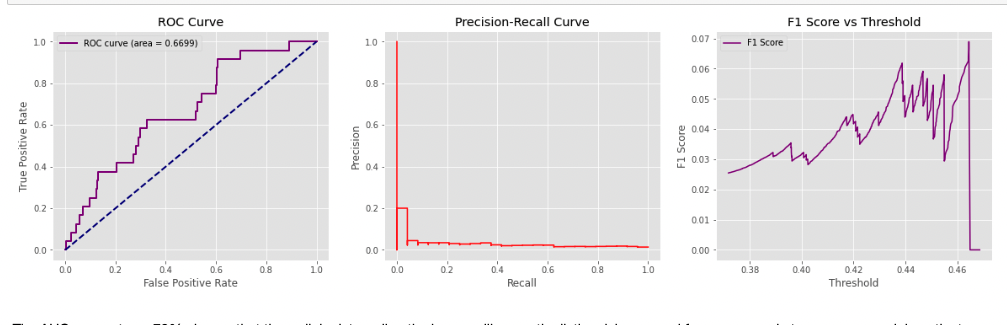 ROC Curve
Precision-Recall Curve
F1 Score vs Threshold
ROC curve (area = 0.6699)
F1 Score
True Positive Rate
1.0
0.8
0.6
0.4
0.2
0.0
0.0 0.2 0.4 0.6 0.8 1.0
False Positive Rate
Precision
1.0
0.8
0.6
0.4
0.2
0.0
0.0 0.2 0.4 0.6 0.8 1.0
Recall
F1 Score
0.07
0.06
0.05
0.04
0.03
0.02
0.01
0.00
0.38 0.40 0.42 0.44 0.46
Threshold